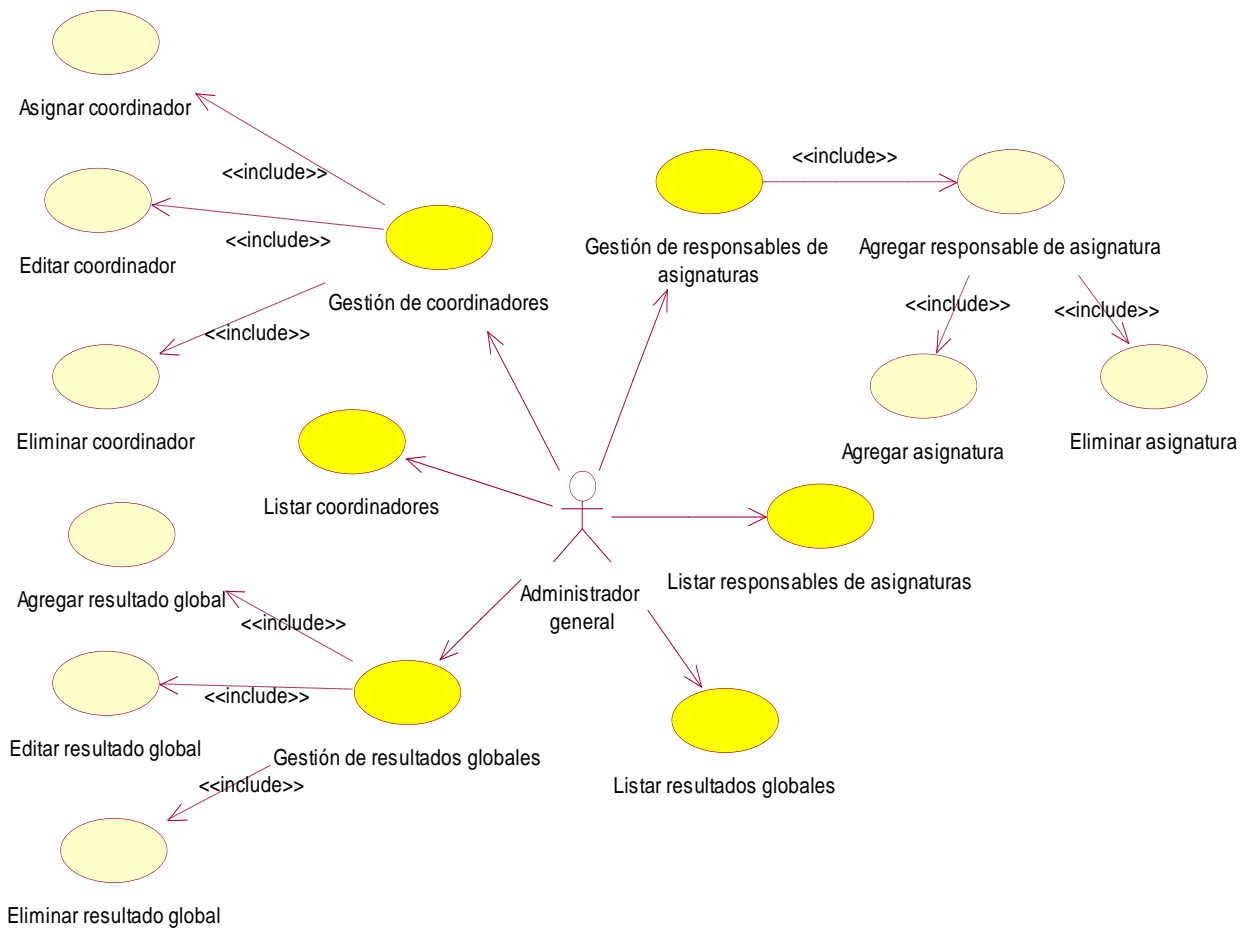 Asignar coordinador
<<include>>
Editar coordinador
<<include>>
Gestión de coordinadores
<<include>>
Eliminar coordinador
<<include>>
Gestión de responsables de
asignaturas
Agregar responsable de asignatura
<<include>>
<<include>>
Agregar asignatura
Eliminar asignatura
Listar coordinadores
Listar responsables de asignaturas
Administrador
general
Agregar resultado global
<<include>>
Editar resultado global
<<include>>
Gestión de resultados globales
<<include>>
Listar resultados globales
Eliminar resultado global